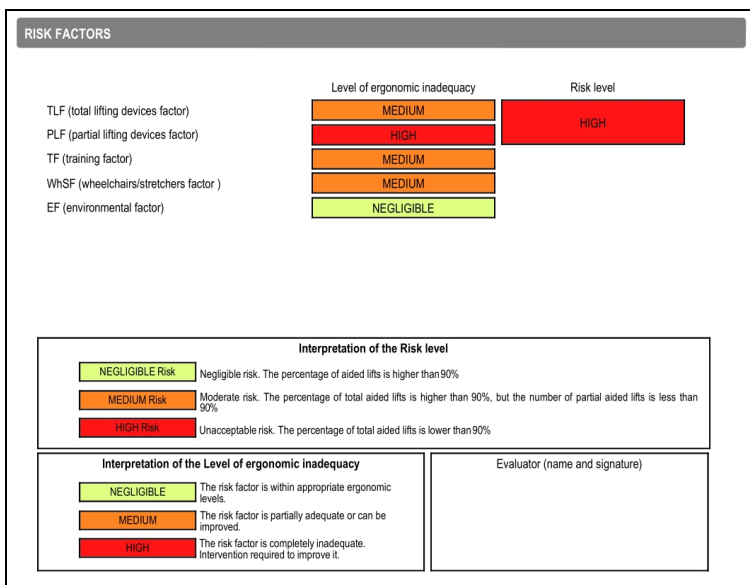 RISK FACTORS
Level of ergonomic inadequacy
Risk level
TLF (total lifting devices factor)
MEDIUM
HIGH
PLF (partial lifting devices factor)
HIGH
TF (training factor)
MEDIUM
WhSF (wheelchairs/stretchers factor )
MEDIUM
EF (environmental factor)
NEGLIGIBLE
Interpretation of the Risk level
NEGLIGIBLE Risk
Negligible risk. The percentage of aided lifts is higher than 90%
MEDIUM Risk
Moderate risk. The percentage of total aided lifts is higher than 90%, but the number of partial aided lifts is less than
90%
HIGH Risk
Unacceptable risk. The percentage of total aided lifts is lower than 90%
Interpretation of the Level of ergonomic inadequacy
NEGLIGIBLE
The risk factor is within appropriate ergonomic
levels.
MEDIUM
The risk factor is partially adequate or can be
improved.
HIGH
The risk factor is completely inadequate.
Intervention required to improve it.
Evaluator (name and signature)